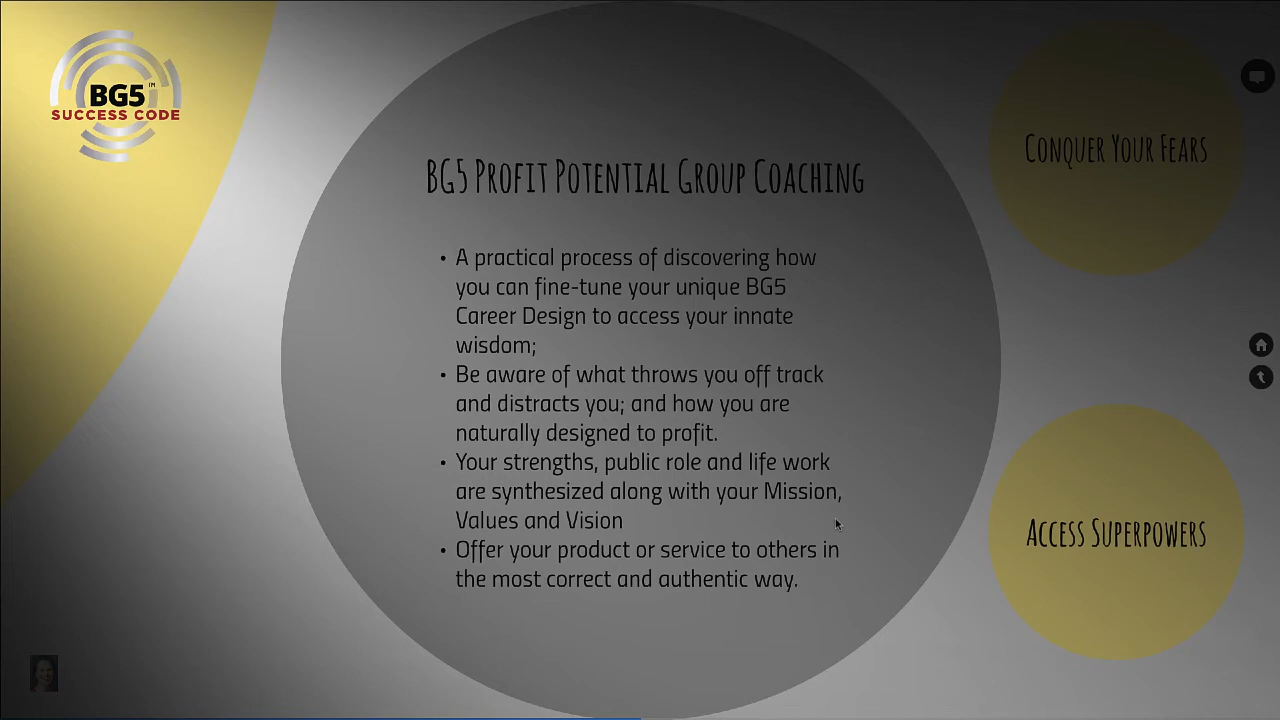 BG5™
SUCCESS CODE
BG5 Profit Potential Group Coaching
• A practical process of discovering how
you can fine-tune your unique BG5
Career Design to access your innate
wisdom;
• Be aware of what throws you off track
and distracts you; and how you are
naturally designed to profit.
• Your strengths, public role and life work
are synthesized along with your Mission,
Values and Vision
• Offer your product or service to others in
the most correct and authentic way.
Conquer Your Fears
Access Superpowers